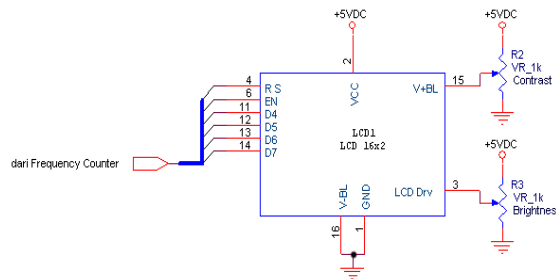 +5VDC
+5VDC
2
VCC
4
6
11
12
13
14
RS
EN
D4
D5
D6
D7
V+BL
15
R2
VR_1k
Contrast
LCD1
LCD 16x2
dari Frequency Counter
+5VDC
LCD Drv
3
R3
VR_1k
Brightnes
V-BL
GND
16
1